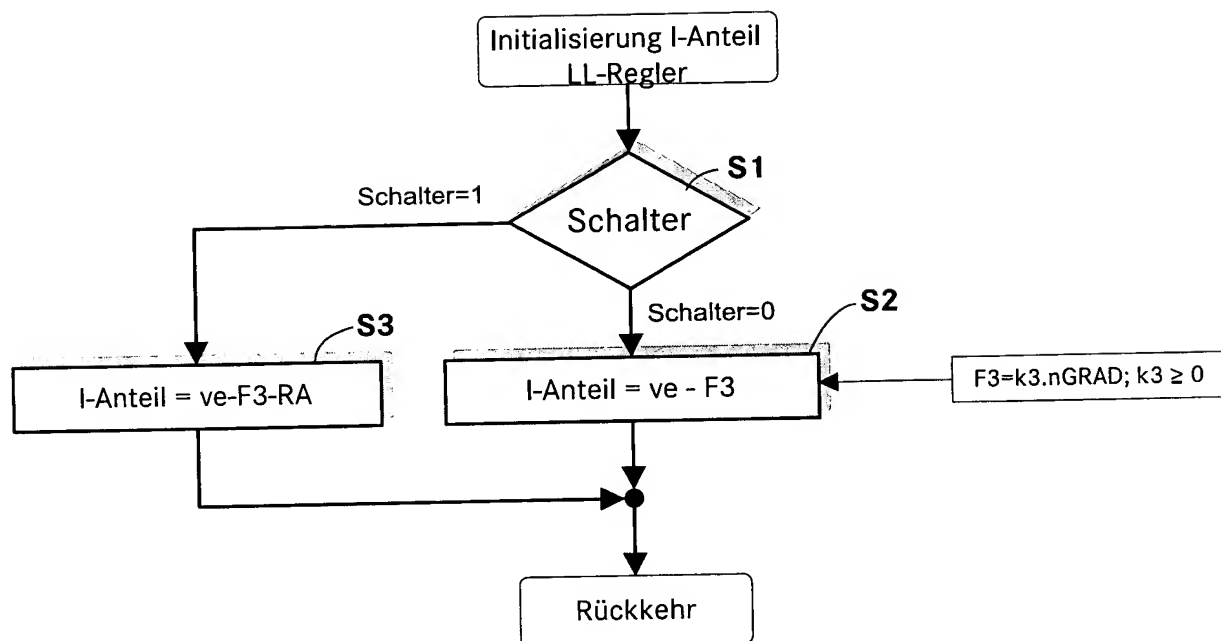 Initialisierung I-Anteil
LL-Regler
S1
Schalter=1
Schalter
Schalter=0
S2
S3
I-Anteil = ve-F3-RA
I-Anteil = ve - F3
F3=k3.nGRAD; k3 ≥ 0
Rückkehr